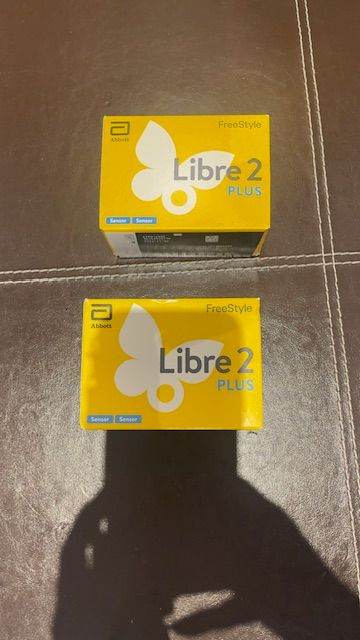 FreeStyle
Abbott
Libre 2
PLUS
Sensor Sensor
FreeStyle
Abbott
Libre 2
PLUS
Sensor Sensor